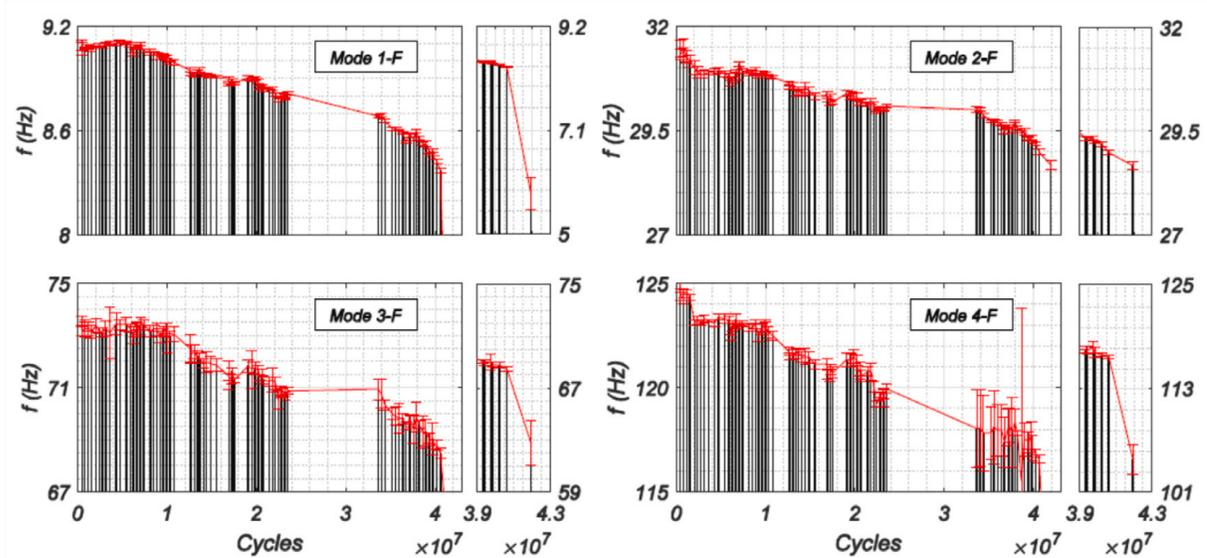 9.2
8.6
8
f (Hz)
Mode 1-F
9.2
7.1
5
32
29.5
27
f (Hz)
Mode 2-F
32
29.5
27
75
71
67
f (Hz)
Mode 3-F
0 1 2 3 4
×10⁷
Cycles
75
67
59
3.9 4.3
×10⁷
125
120
115
f (Hz)
Mode 4-F
0 1 2 3 4
×10⁷
Cycles
125
113
101
3.9 4.3
×10⁷